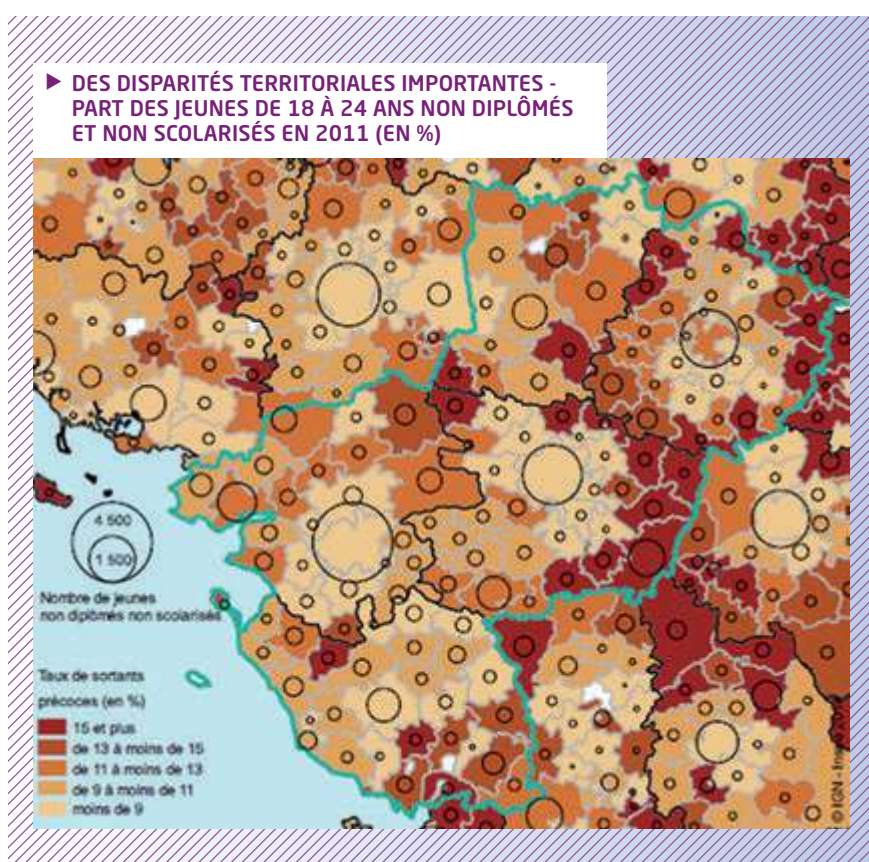 ▶ DES DISPARITÉS TERRITORIALES IMPORTANTES -
PART DES JEUNES DE 18 À 24 ANS NON DIPLÔMÉS
ET NON SCOLARISÉS EN 2011 (EN %)
4 500
1 500
Nombre de jeunes
non diplômés non scolarisés
Taux de sortants
précoces (en %)
15 et plus
de 13 à moins de 15
de 11 à moins de 13
de 9 à moins de 11
moins de 9
© IGN - Insee